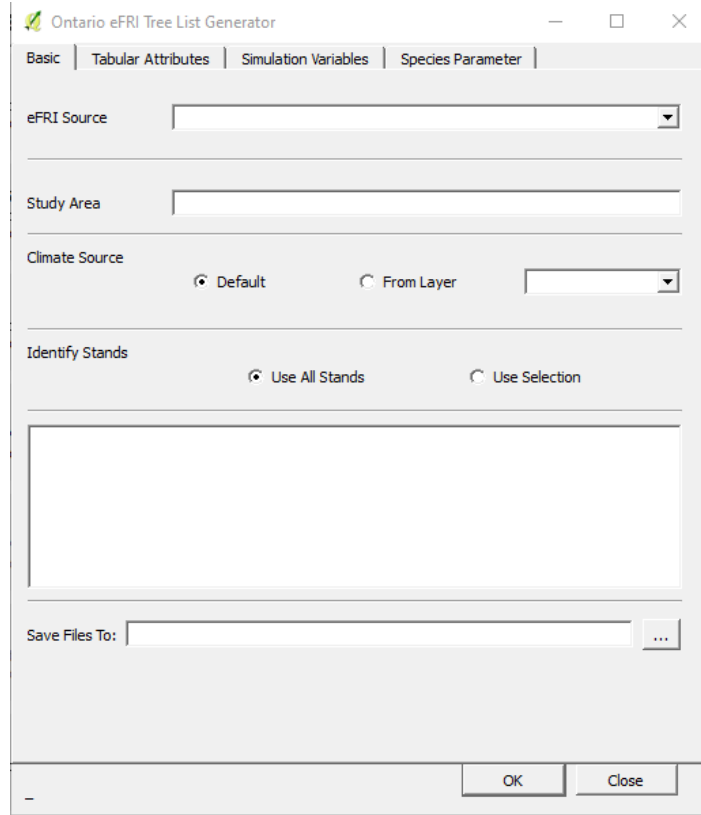 Ontario eFRI Tree List Generator
Basic Tabular Attributes Simulation Variables Species Parameter
eFRI Source
Study Area
Climate Source
Default From Layer
Identify Stands
Use All Stands Use Selection
Save Files To: ...
OK Close